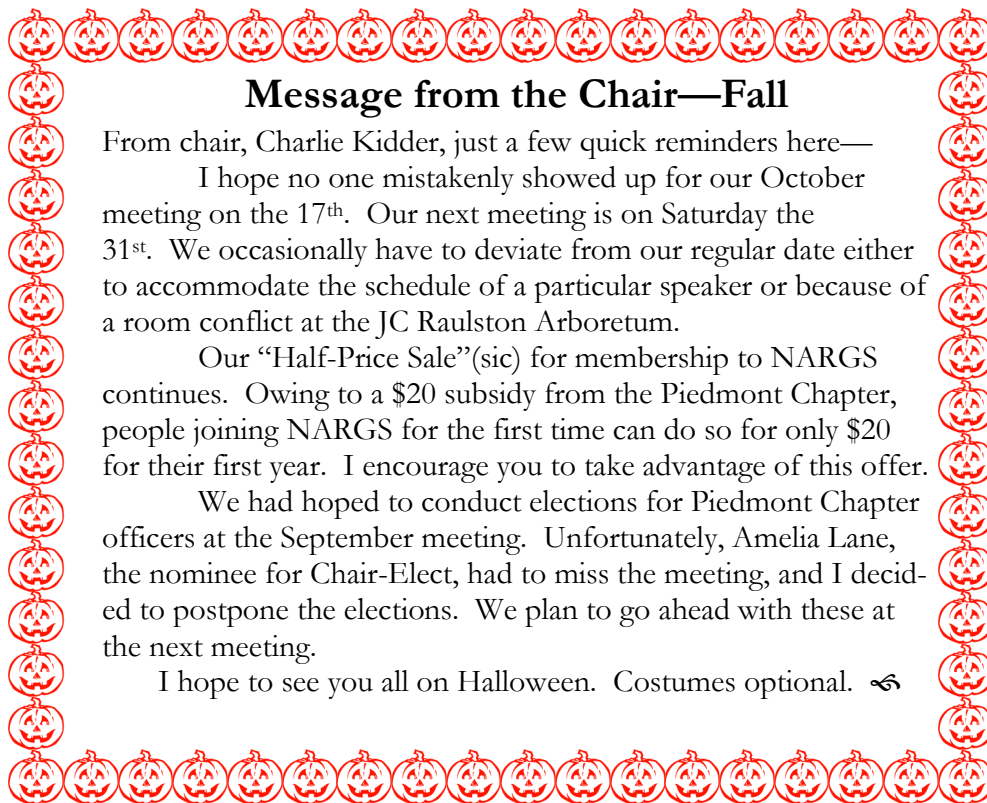 Message from the Chair—Fall
From chair, Charlie Kidder, just a few quick reminders here—
I hope no one mistakenly showed up for our October
meeting on the 17th. Our next meeting is on Saturday the
31st. We occasionally have to deviate from our regular date either
to accommodate the schedule of a particular speaker or because of
a room conflict at the JC Raulston Arboretum.
Our “Half-Price Sale”(sic) for membership to NARGS
continues. Owing to a $20 subsidy from the Piedmont Chapter,
people joining NARGS for the first time can do so for only $20
for their first year. I encourage you to take advantage of this offer.
We had hoped to conduct elections for Piedmont Chapter
officers at the September meeting. Unfortunately, Amelia Lane,
the nominee for Chair-Elect, had to miss the meeting, and I decid-
ed to postpone the elections. We plan to go ahead with these at
the next meeting.
I hope to see you all on Halloween. Costumes optional.